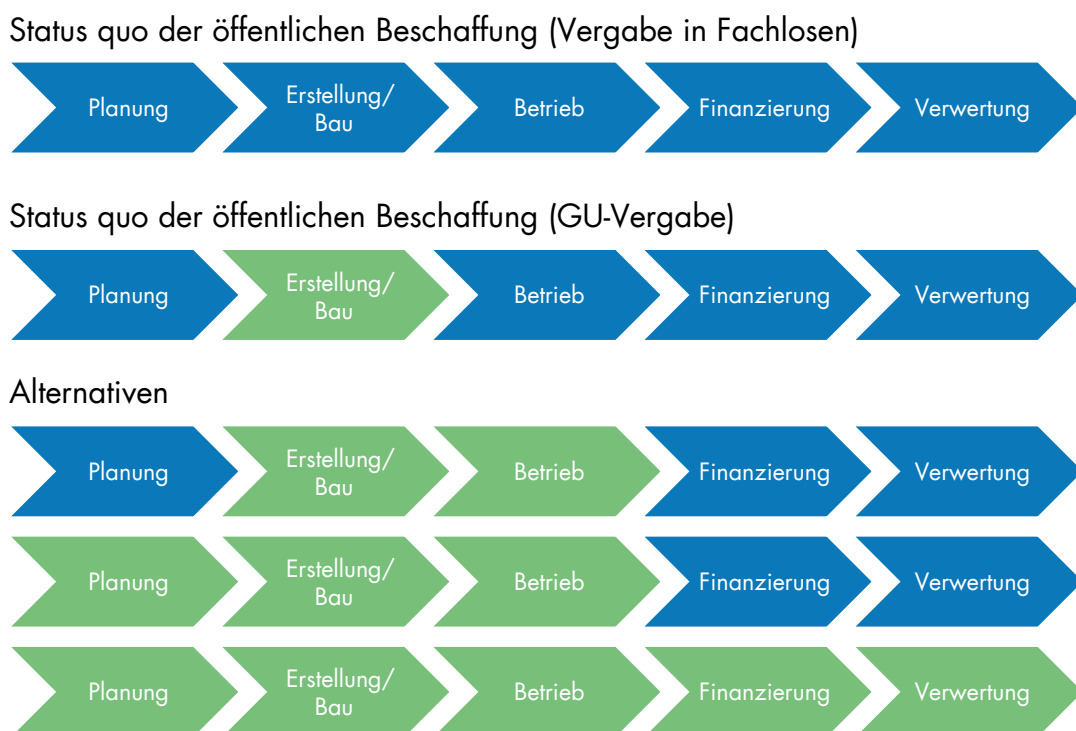 Status quo der öffentlichen Beschaffung (Vergabe in Fachlosen)
Planung
Erstellung/
Bau
Betrieb
Finanzierung
Verwertung
Status quo der öffentlichen Beschaffung (GU-Vergabe)
Planung
Erstellung/
Bau
Betrieb
Finanzierung
Verwertung
Alternativen
Planung
Erstellung/
Bau
Betrieb
Finanzierung
Verwertung
Planung
Erstellung/
Bau
Betrieb
Finanzierung
Verwertung
Planung
Erstellung/
Bau
Betrieb
Finanzierung
Verwertung